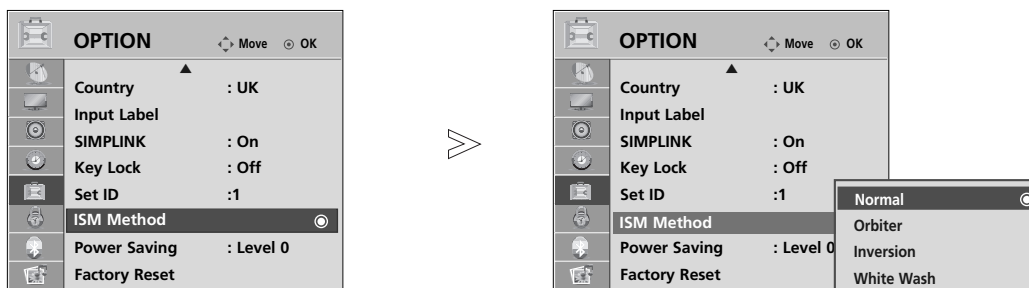 OPTION Move OK
Country : UK
Input Label
SIMPLINK : On
Key Lock : Off
Set ID :1
ISM Method
Power Saving : Level 0
Factory Reset
OPTION Move OK
Country : UK
Input Label
SIMPLINK : On
Key Lock : Off
Set ID :1
ISM Method
Power Saving : Level 0
Factory Reset
Normal
Orbiter
Inversion
White Wash